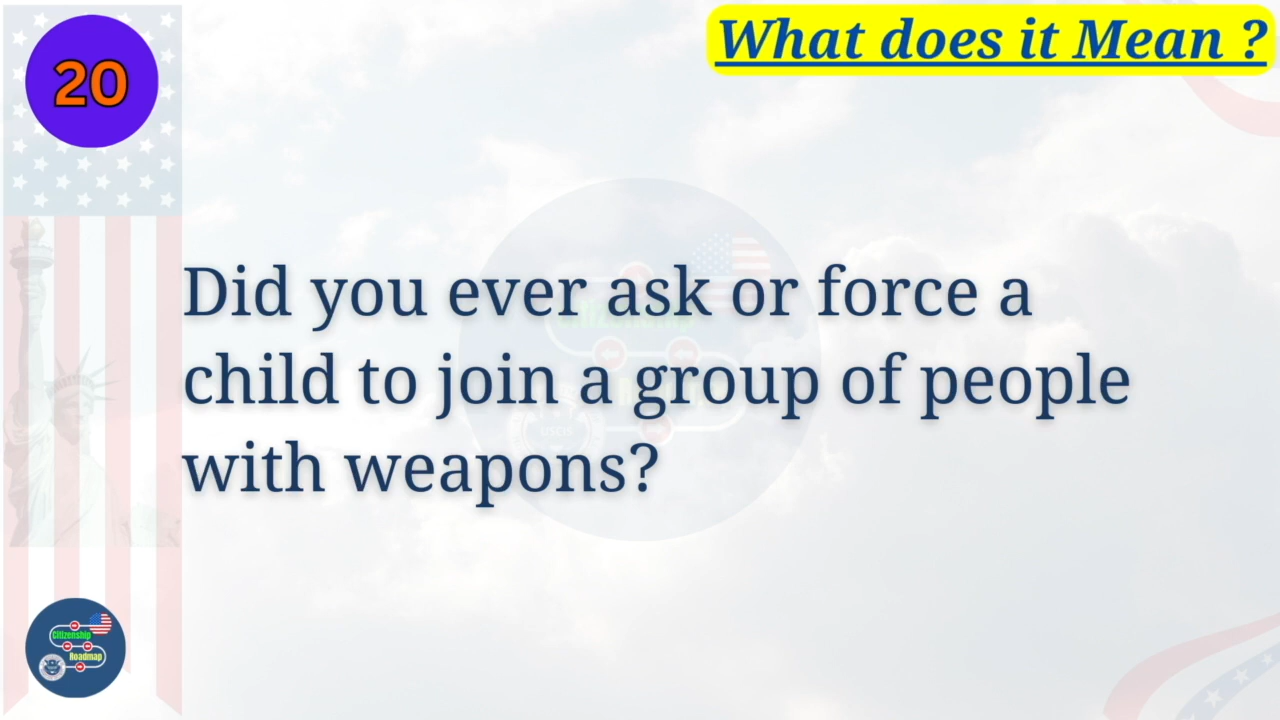 20
What does it Mean ?
Did you ever ask or force a
child to join a group of people
with weapons?
Citizenship
Roadmap